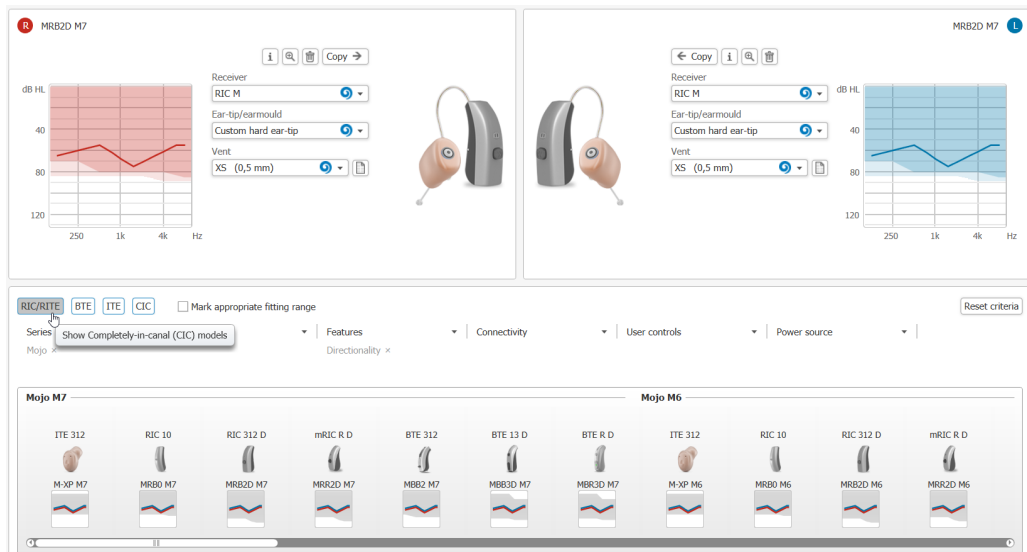 R MRB2D M7
MRB2D M7 L
i Copy →
← Copy i
Receiver
RIC M
Ear-tip/earmould
Custom hard ear-tip
Vent
XS (0,5 mm)
dB HL
40
80
120
250 1k 4k Hz
Receiver
RIC M
Ear-tip/earmould
Custom hard ear-tip
Vent
XS (0,5 mm)
dB HL
40
80
120
250 1k 4k Hz
RIC/RITE BTE ITE CIC Mark appropriate fitting range Reset criteria
Series Features Connectivity User controls Power source
Show Completely-in-canal (CIC) models
Mojo × Directionality ×
Mojo M7 Mojo M6
ITE 312 RIC 10 RIC 312 D mRIC R D BTE 312 BTE 13 D BTE R D ITE 312 RIC 10 RIC 312 D mRIC R D
M-XP M7 MRB0 M7 MRB2D M7 MRR2D M7 MBB2 M7 MBB3D M7 MBR3D M7 M-XP M6 MRB0 M6 MRB2D M6 MRR2D M6